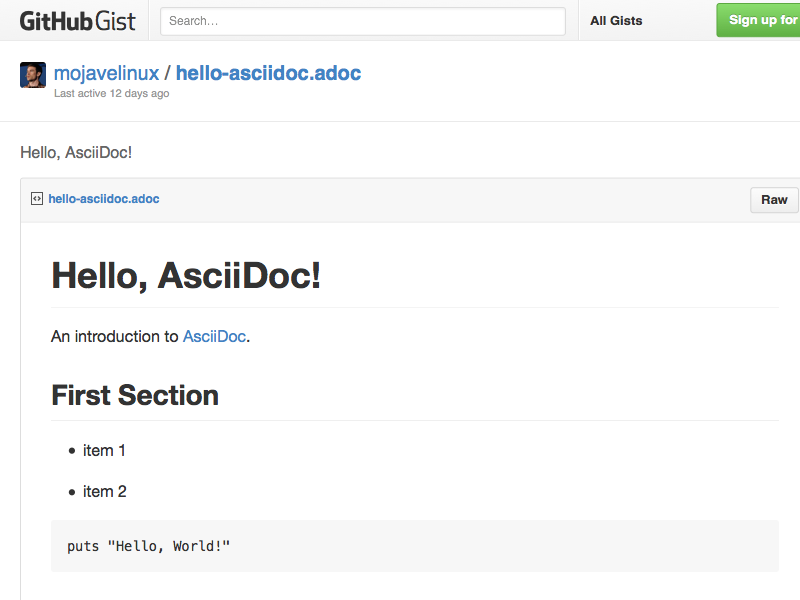 GitHub Gist Search… All Gists Sign up for
mojavelinux / hello-asciidoc.adoc
Last active 12 days ago
Hello, AsciiDoc!
hello-asciidoc.adoc Raw
Hello, AsciiDoc!
An introduction to AsciiDoc.
First Section
• item 1
• item 2
puts "Hello, World!"